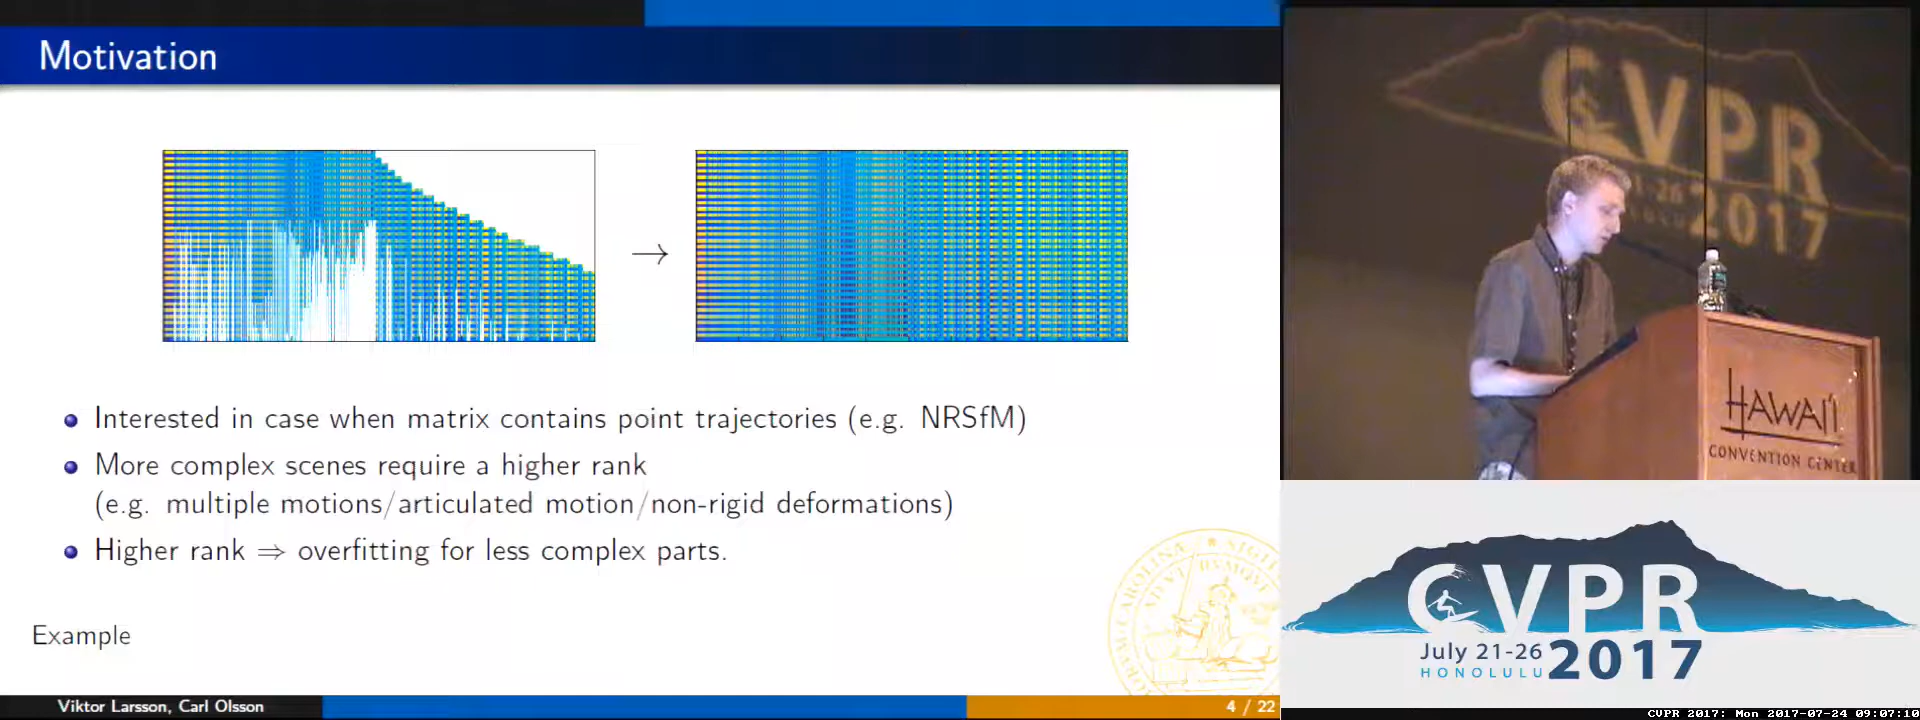 Motivation
→
Interested in case when matrix contains point trajectories (e.g. NRSfM)
More complex scenes require a higher rank
(e.g. multiple motions/articulated motion/non-rigid deformations)
Higher rank ⇒ overfitting for less complex parts.
Example
Viktor Larsson, Carl Olsson
4 / 22
CVPR
2017
HAWAI'I
CONVENTION CENTER
CVPR
July 21-26
HONOLULU
2017
CVPR 2017: Mon 2017-07-24 09:07:10